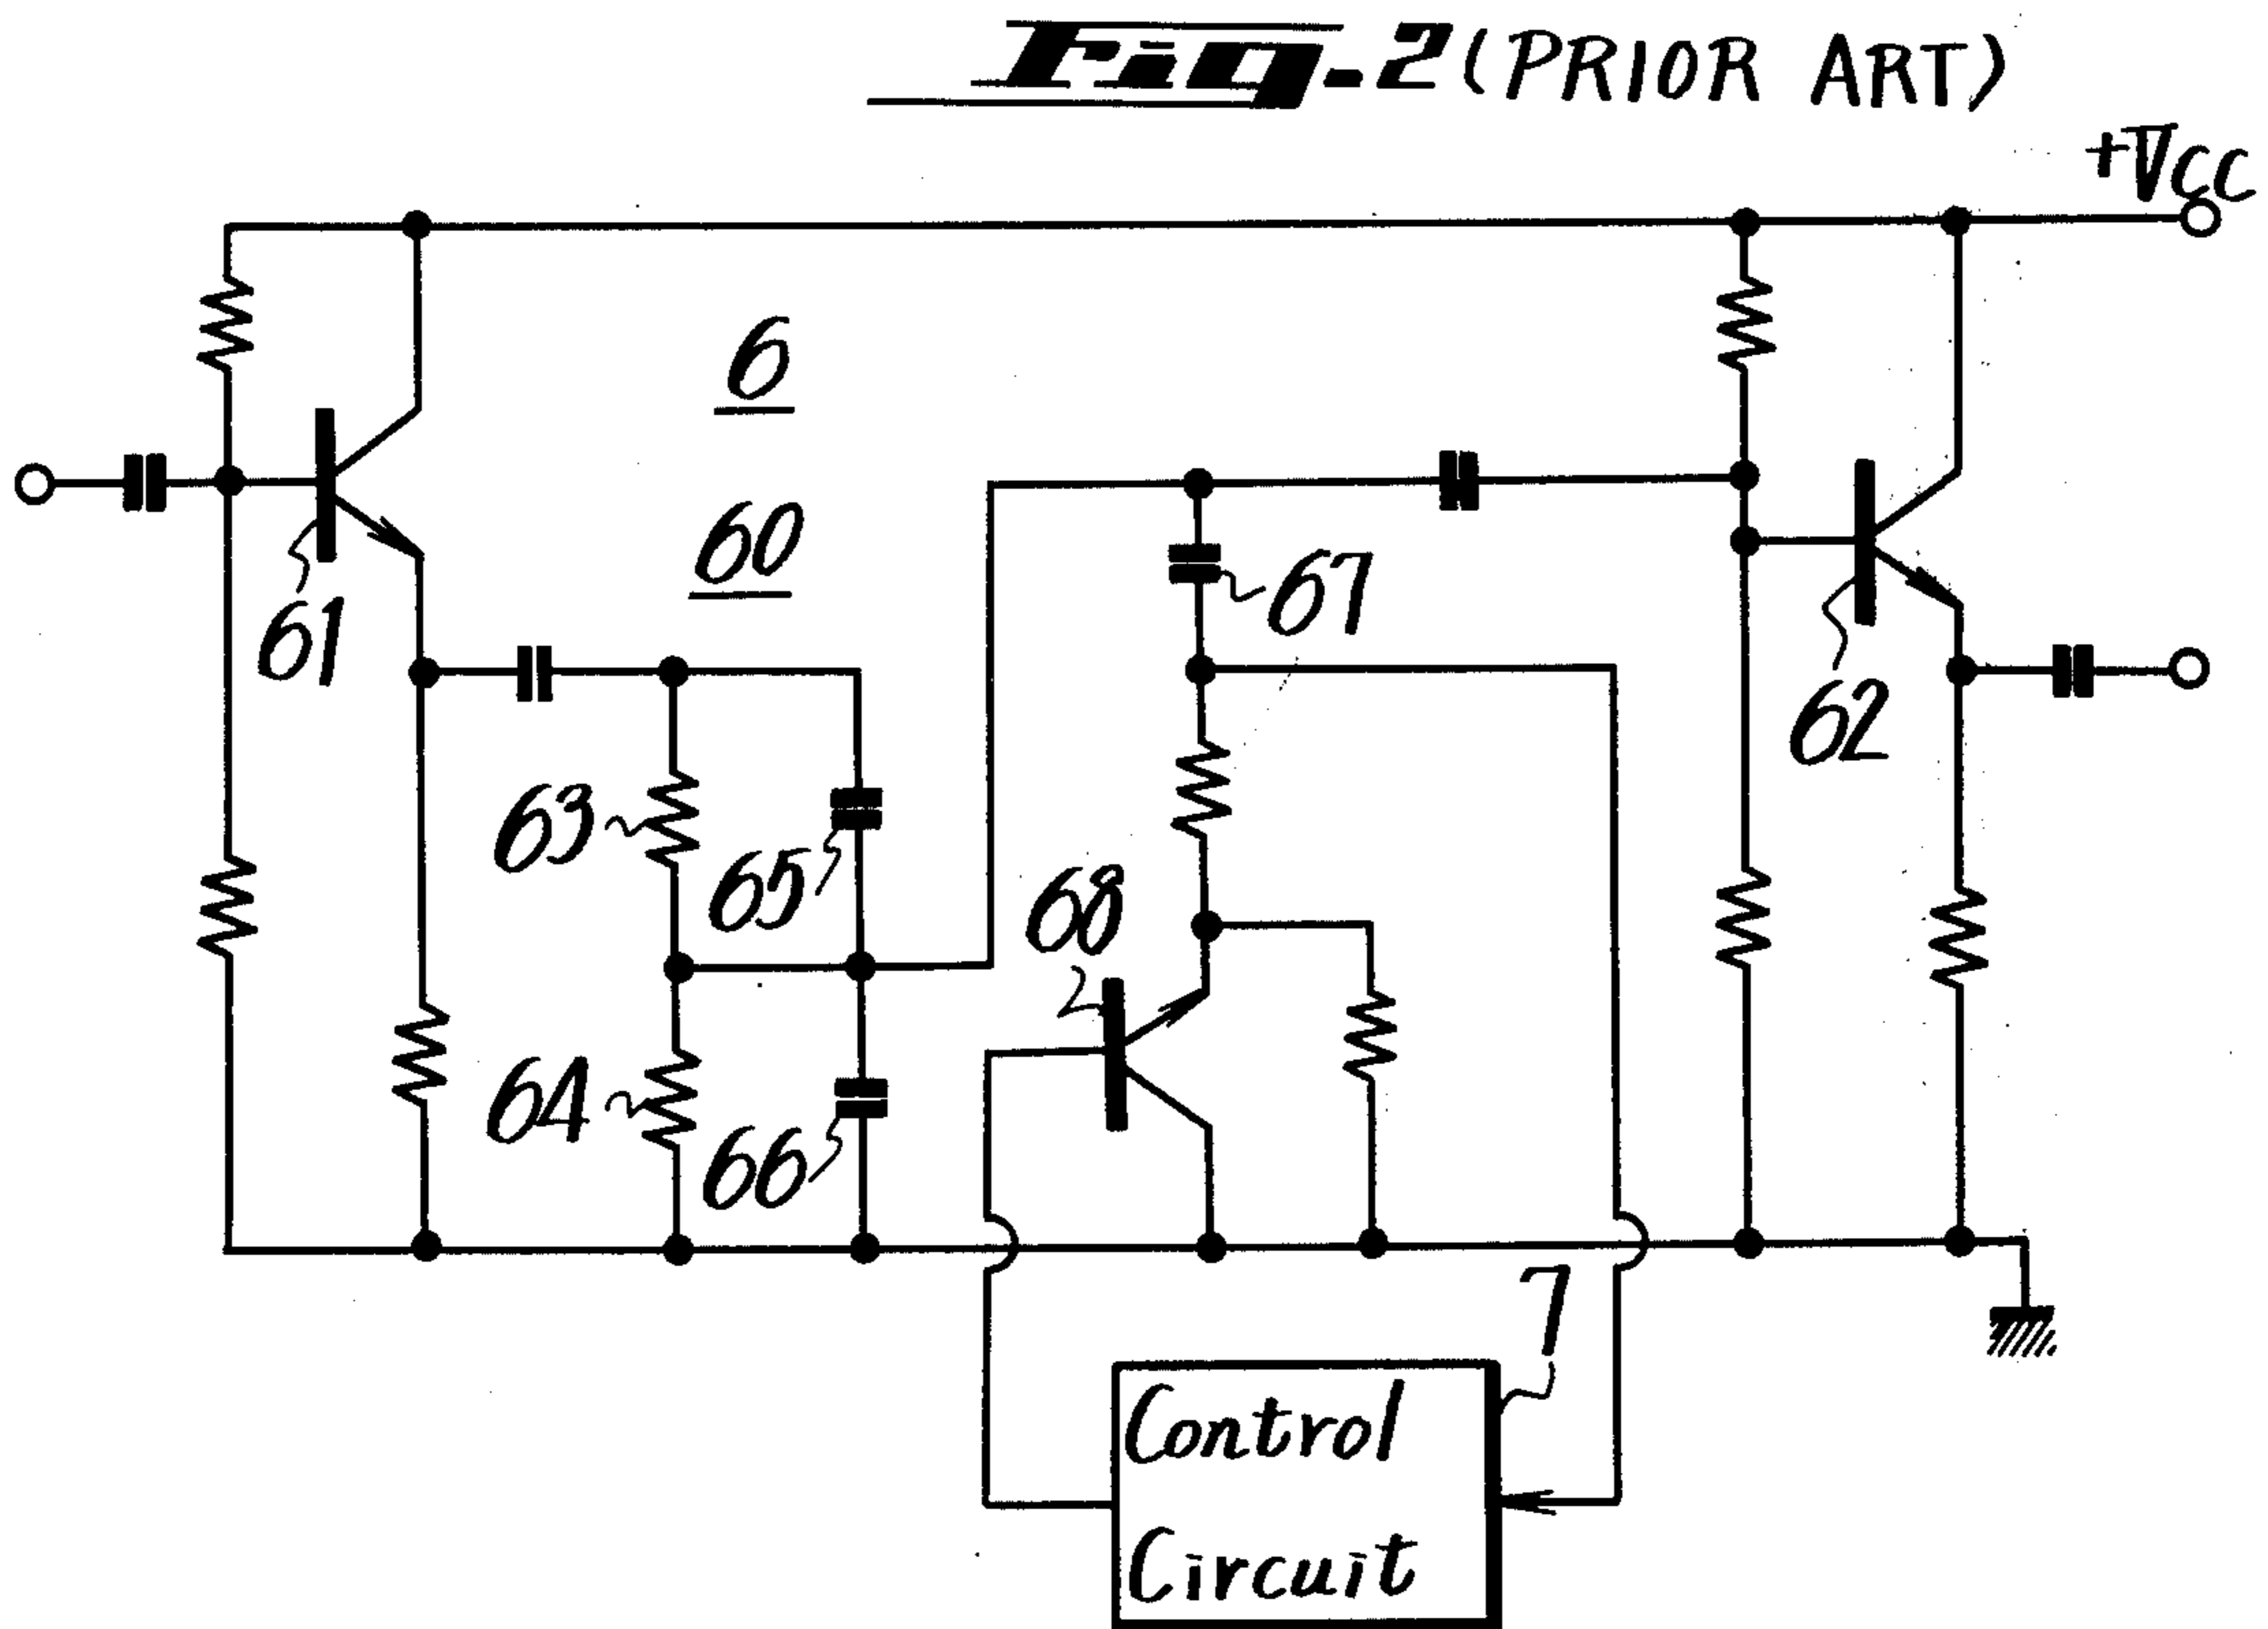 Fig-2 (PRIOR ART)
+Vcc
6
60
61
67
62
63
65
68
64
66
7
Control
Circuit